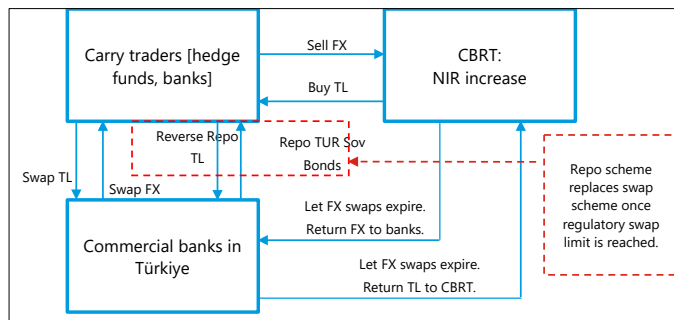 Carry traders [hedge
funds, banks]
Sell FX
Buy TL
CBRT:
NIR increase
Reverse Repo
TL
Repo TUR Sov
Bonds
Swap TL
Swap FX
Repo scheme
replaces swap
scheme once
regulatory swap
limit is reached.
Let FX swaps expire.
Return FX to banks.
Commercial banks in
Türkiye
Let FX swaps expire.
Return TL to CBRT.